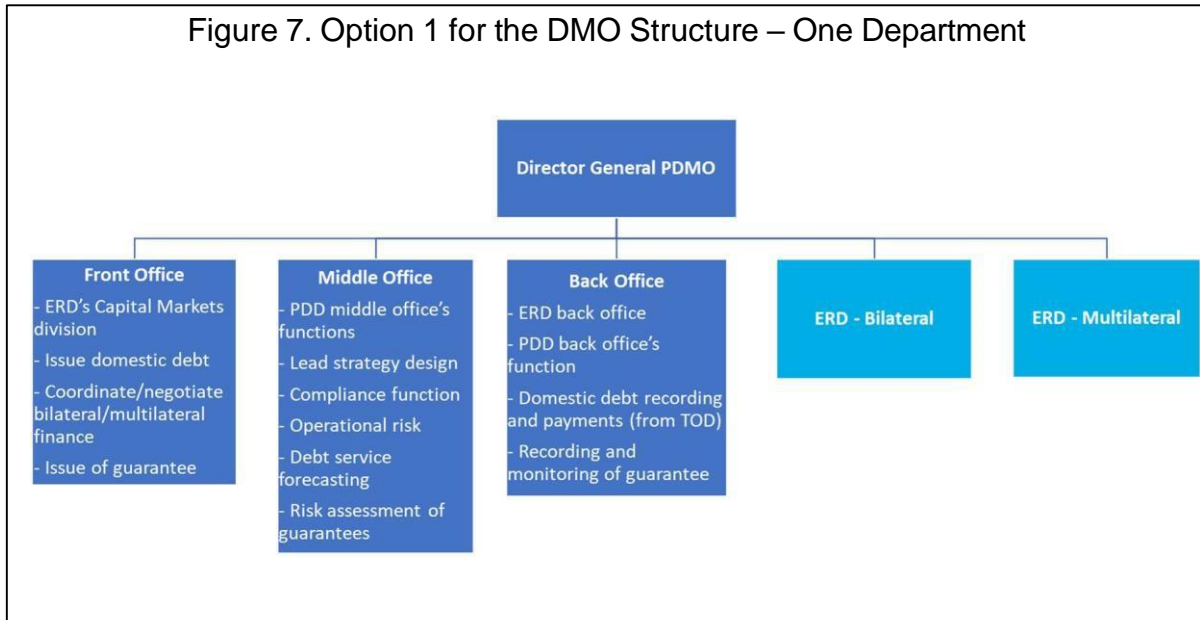 Figure 7. Option 1 for the DMO Structure – One Department
Director General PDMO
Front Office
- ERD's Capital Markets
division
- Issue domestic debt
- Coordinate/negotiate
bilateral/multilateral
finance
- Issue of guarantee
Middle Office
- PDD middle office's
functions
- Lead strategy design
- Compliance function
- Operational risk
- Debt service
forecasting
- Risk assessment of
guarantees
Back Office
- ERD back office
- PDD back office's
function
- Domestic debt recording
and payments (from TOD)
- Recording and
monitoring of guarantee
ERD - Bilateral
ERD - Multilateral